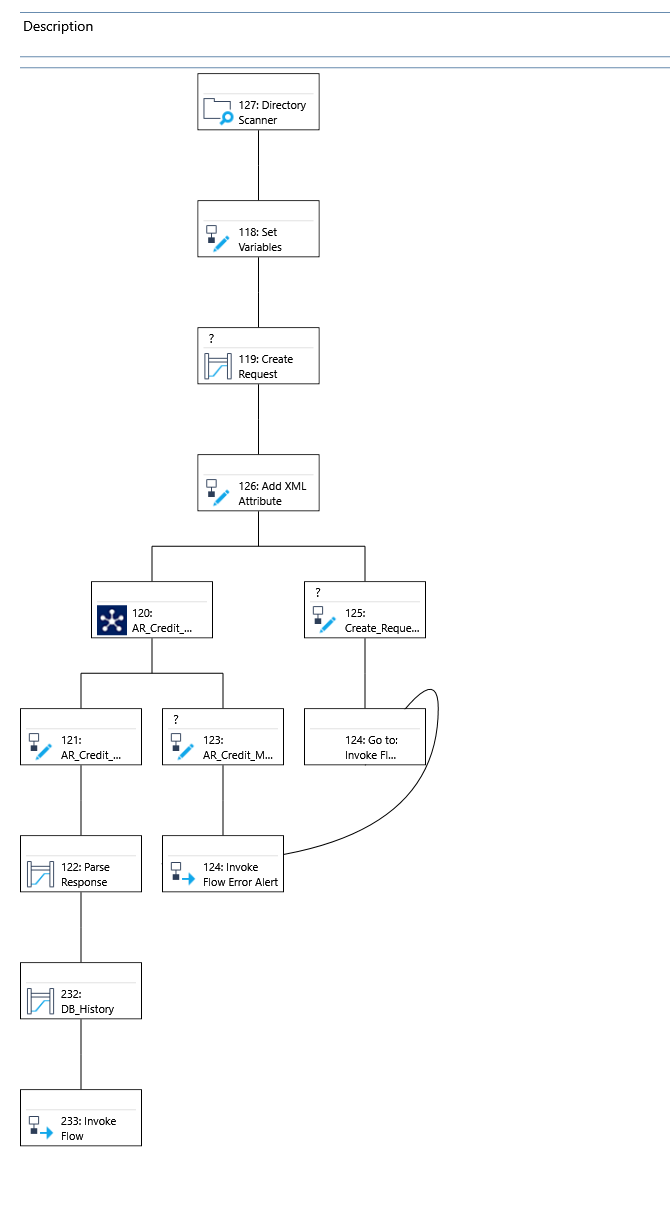 Description
127: Directory
Scanner
118: Set
Variables
?
119: Create
Request
126: Add XML
Attribute
120:
AR_Credit_...
?
125:
Create_Reque...
121:
AR_Credit_...
?
123:
AR_Credit_M...
124: Go to:
Invoke Fl...
122: Parse
Response
124: Invoke
Flow Error Alert
232:
DB_History
233: Invoke
Flow